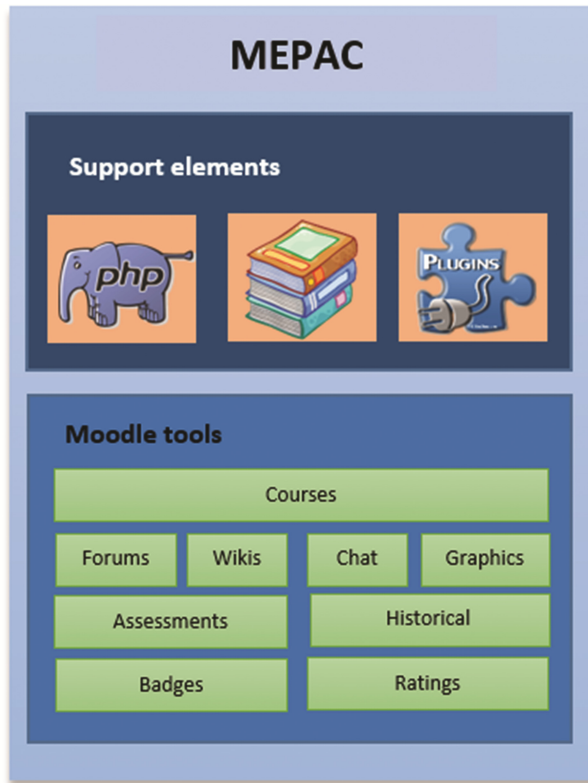 MEPAC
Support elements
php
PLUGINS
Moodle tools
Courses
Forums Wikis Chat Graphics
Assessments Historical
Badges Ratings